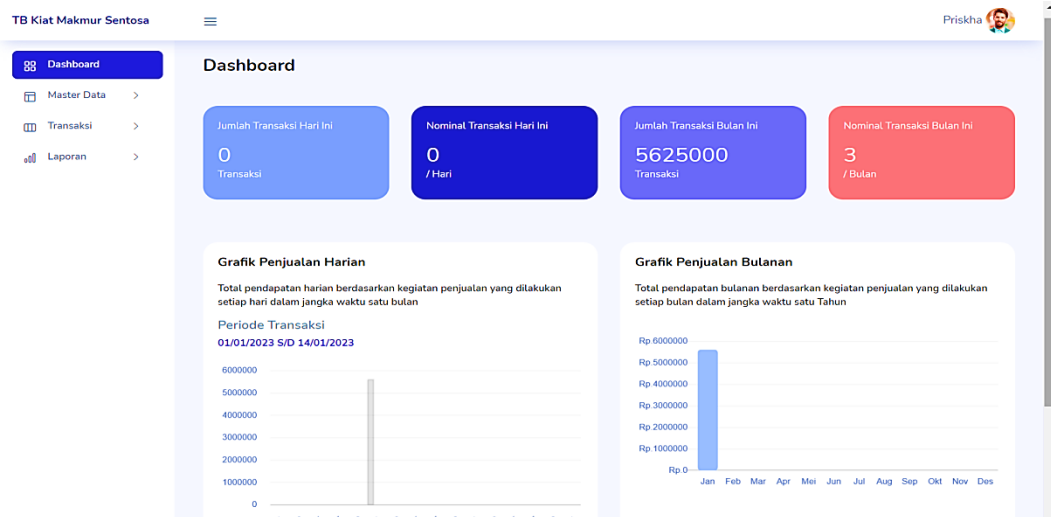 TB Kiat Makmur Sentosa
Priskha
Dashboard
Master Data
Transaksi
Laporan
Dashboard
Jumlah Transaksi Hari Ini
0
Transaksi
Nominal Transaksi Hari Ini
0
/ Hari
Jumlah Transaksi Bulan Ini
5625000
Transaksi
Nominal Transaksi Bulan Ini
3
/ Bulan
Grafik Penjualan Harian
Total pendapatan harian berdasarkan kegiatan penjualan yang dilakukan
setiap hari dalam jangka waktu satu bulan
Periode Transaksi
01/01/2023 S/D 14/01/2023
6000000
5000000
4000000
3000000
2000000
1000000
0
Grafik Penjualan Bulanan
Total pendapatan bulanan berdasarkan kegiatan penjualan yang dilakukan
setiap bulan dalam jangka waktu satu Tahun
Rp.6000000
Rp.5000000
Rp.4000000
Rp.3000000
Rp.2000000
Rp.1000000
Rp.0
Jan Feb Mar Apr Mei Jun Jul Aug Sep Okt Nov Des